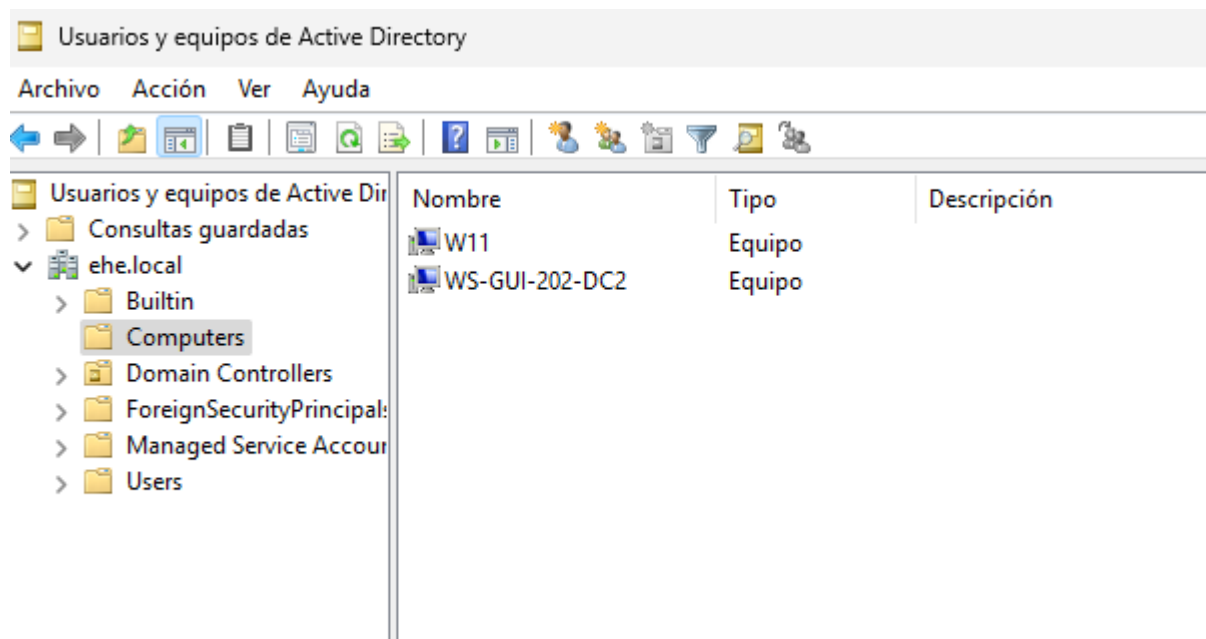 Usuarios y equipos de Active Directory
Archivo Acción Ver Ayuda
Usuarios y equipos de Active Dir
Consultas guardadas
ehe.local
Builtin
Computers
Domain Controllers
ForeignSecurityPrincipals
Managed Service Accour
Users
Nombre Tipo Descripción
W11 Equipo
WS-GUI-202-DC2 Equipo